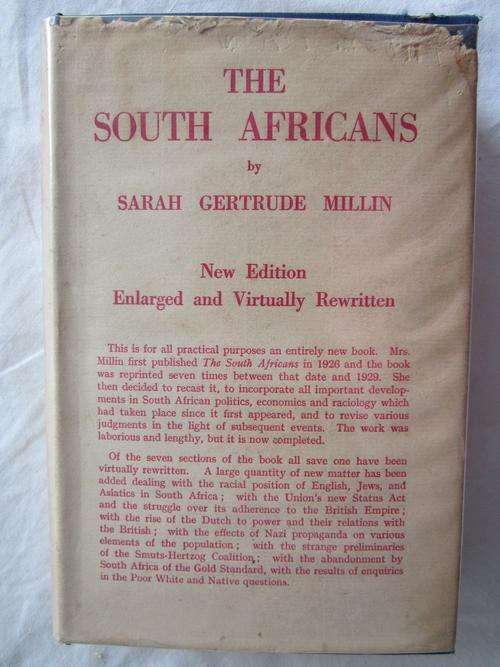 THE
SOUTH AFRICANS
by
SARAH GERTRUDE MILLIN
New Edition
Enlarged and Virtually Rewritten
This is for all practical purposes an entirely new book. Mrs.
Millin first published The South Africans in 1926 and the book
was reprinted seven times between that date and 1929. She
then decided to recast it, to incorporate all important develop-
ments in South African politics, economics and raciology which
had taken place since it first appeared, and to revise various
judgments in the light of subsequent events. The work was
laborious and lengthy, but it is now completed.
Of the seven sections of the book all save one have been
virtually rewritten. A large quantity of new matter has been
added dealing with the racial position of English, Jews, and
Asiatics in South Africa; with the Union's new Status Act
and the struggle over its adherence to the British Empire;
with the rise of the Dutch to power and their relations with
the British; with the effects of Nazi propaganda on various
elements of the population; with the strange preliminaries
of the Smuts-Hertzog Coalition; with the abandonment by
South Africa of the Gold Standard, with the results of enquiries
in the Poor White and Native questions.